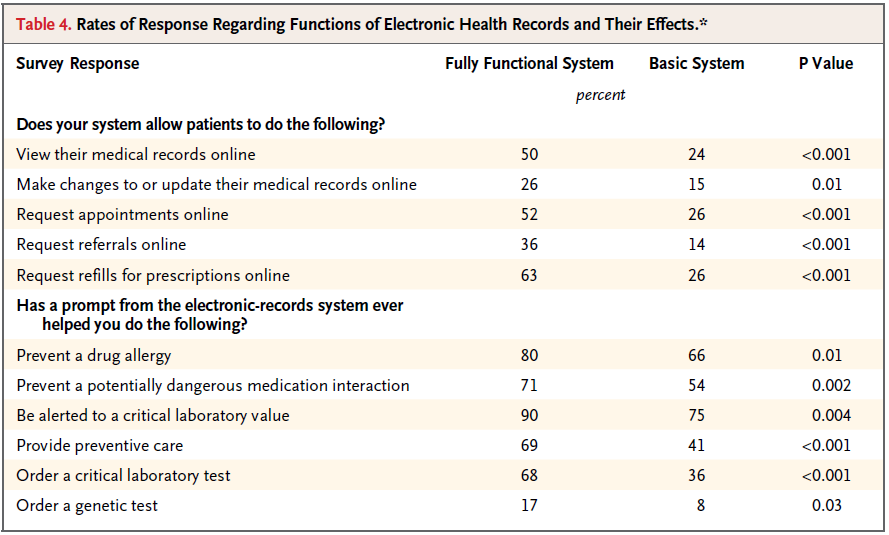 Table 4. Rates of Response Regarding Functions of Electronic Health Records and Their Effects.*
Survey Response Fully Functional System Basic System P Value
percent
Does your system allow patients to do the following?
View their medical records online 50 24 <0.001
Make changes to or update their medical records online 26 15 0.01
Request appointments online 52 26 <0.001
Request referrals online 36 14 <0.001
Request refills for prescriptions online 63 26 <0.001
Has a prompt from the electronic-records system ever
helped you do the following?
Prevent a drug allergy 80 66 0.01
Prevent a potentially dangerous medication interaction 71 54 0.002
Be alerted to a critical laboratory value 90 75 0.004
Provide preventive care 69 41 <0.001
Order a critical laboratory test 68 36 <0.001
Order a genetic test 17 8 0.03